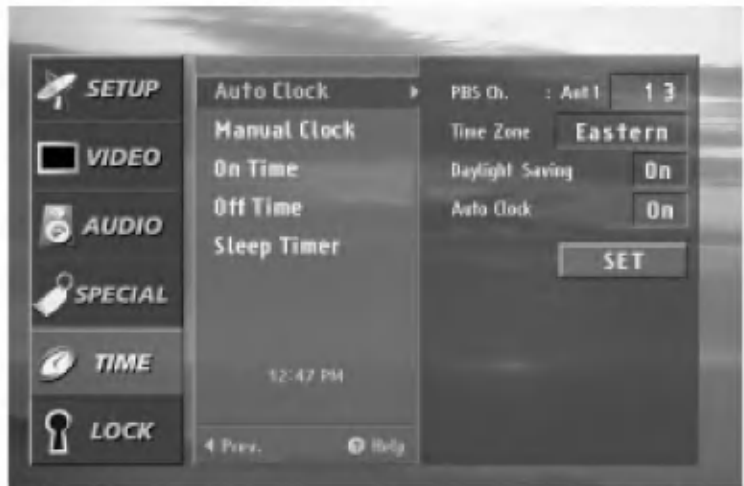 SETUP
VIDEO
AUDIO
SPECIAL
TIME
LOCK
Auto Clock
Manual Clock
On Time
Off Time
Sleep Timer
12:47 PM
Prev. Help
PBS Ch. : Ant1 13
Time Zone Eastern
Daylight Saving On
Auto Clock On
SET